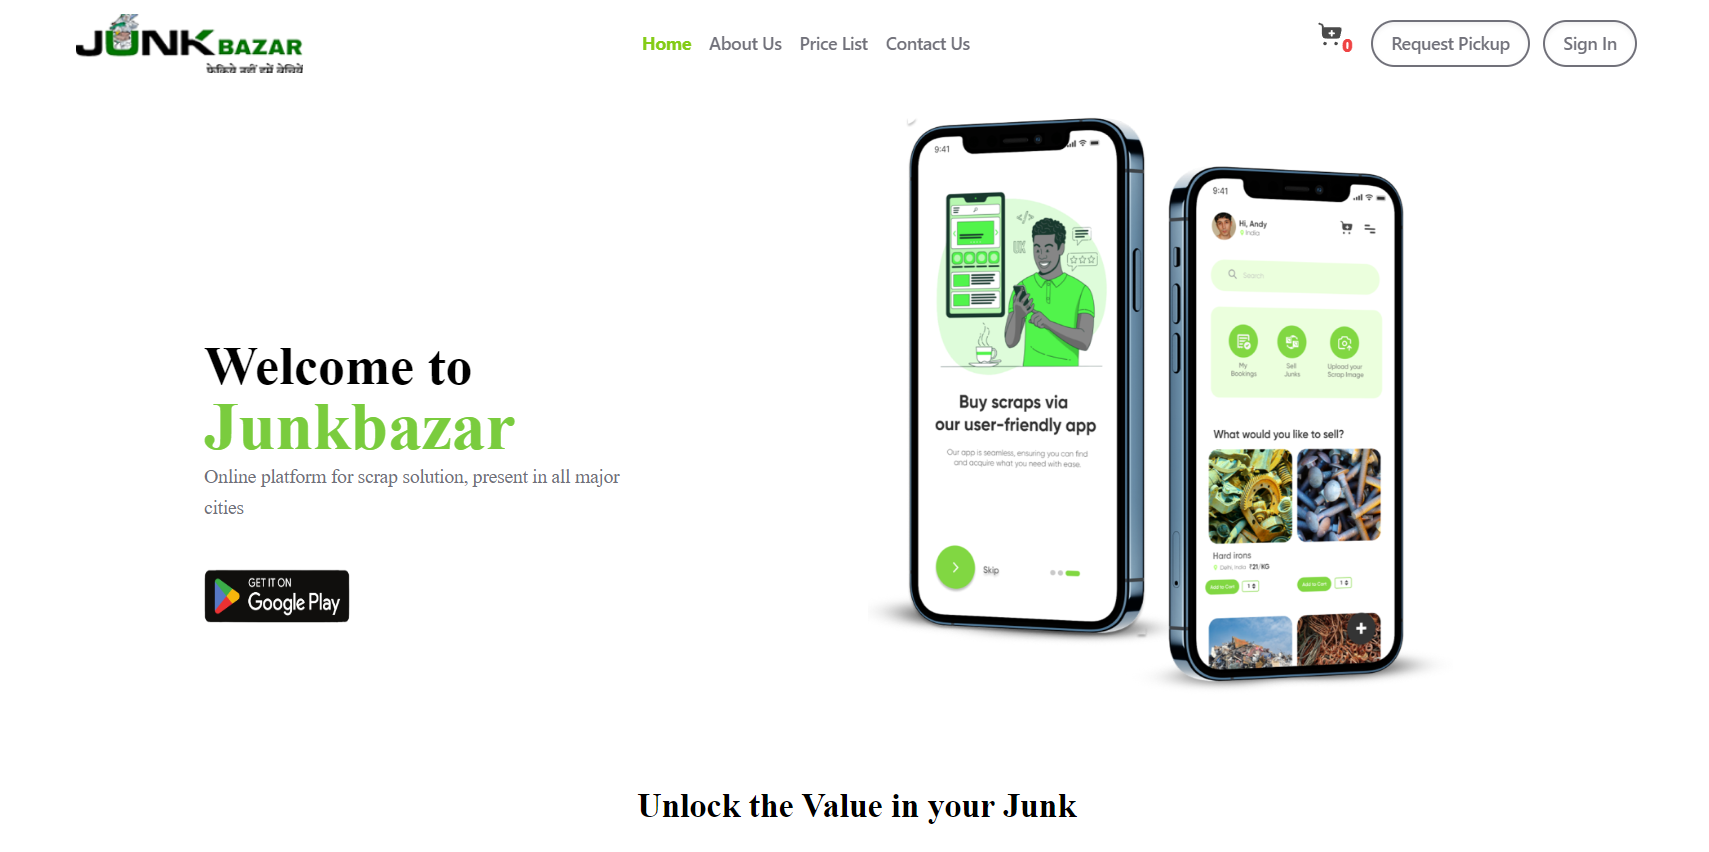 JUNK BAZAR
फेकिये नहीं हमें बेचिये
Home About Us Price List Contact Us
0
Request Pickup
Sign In
Welcome to
Junkbazar
Online platform for scrap solution, present in all major
cities
GET IT ON
Google Play
9:41
</>
UX
Buy scraps via
our user-friendly app
Our app is seamless, ensuring you can find
and acquire what you need with ease.
Skip
9:41
Hi, Andy
India
Search
My
Bookings
Sell
Junks
Upload your
Scrap Image
What would you like to sell?
Hard irons
Delhi, India ₹21/KG
Add to Cart 1
Add to Cart 1
Unlock the Value in your Junk